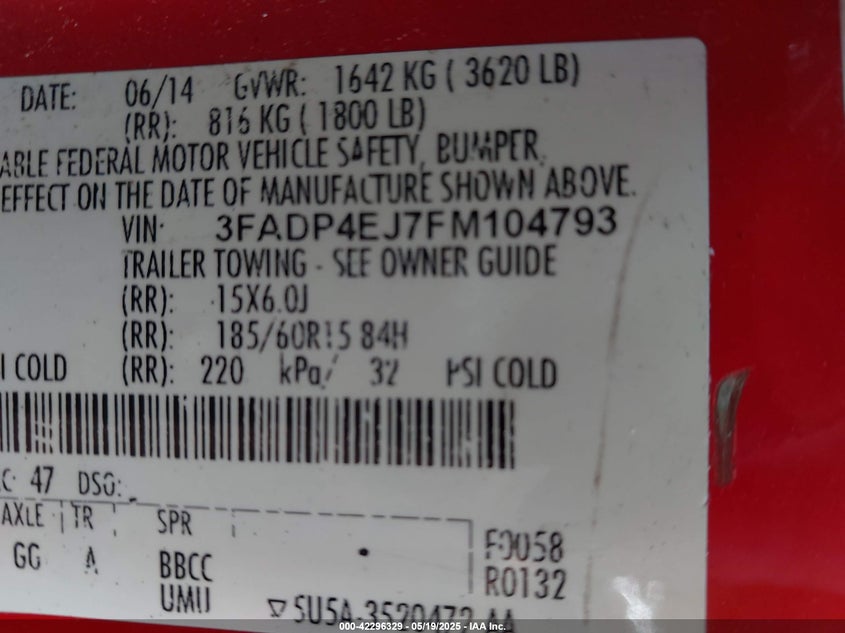 DATE: 06/14 GVWR: 1642 KG ( 3620 LB)
(RR): 816 KG ( 1800 LB)
ABLE FEDERAL MOTOR VEHICLE SAFETY, BUMPER,
EFFECT ON THE DATE OF MANUFACTURE SHOWN ABOVE.
VIN: 3FADP4EJ7FM104793
TRAILER TOWING - SEE OWNER GUIDE
(RR): 15X6.0J
(RR): 185/60R15 84H
I COLD (RR): 220 kPa/ 32 PSI COLD
C: 47 DSO:
AXLE TR SPR
GG A BBCC
UMU
F0058
R0132
5U5A-3520472-AA
000-42296329 - 05/19/2025 - IAA Inc.